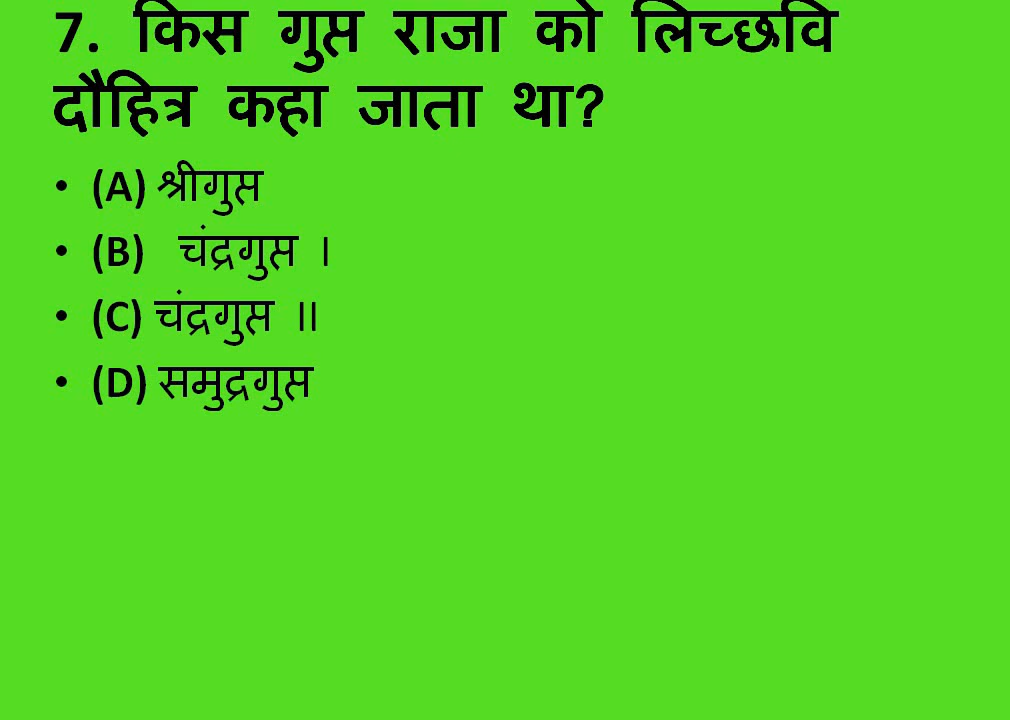 7. किस गुप्त राजा को लिच्छवि
दौहित्र कहा जाता था?
• (A) श्रीगुप्त
• (B) चंद्रगुप्त ।
• (C) चंद्रगुप्त ॥
• (D) समुद्रगुप्त